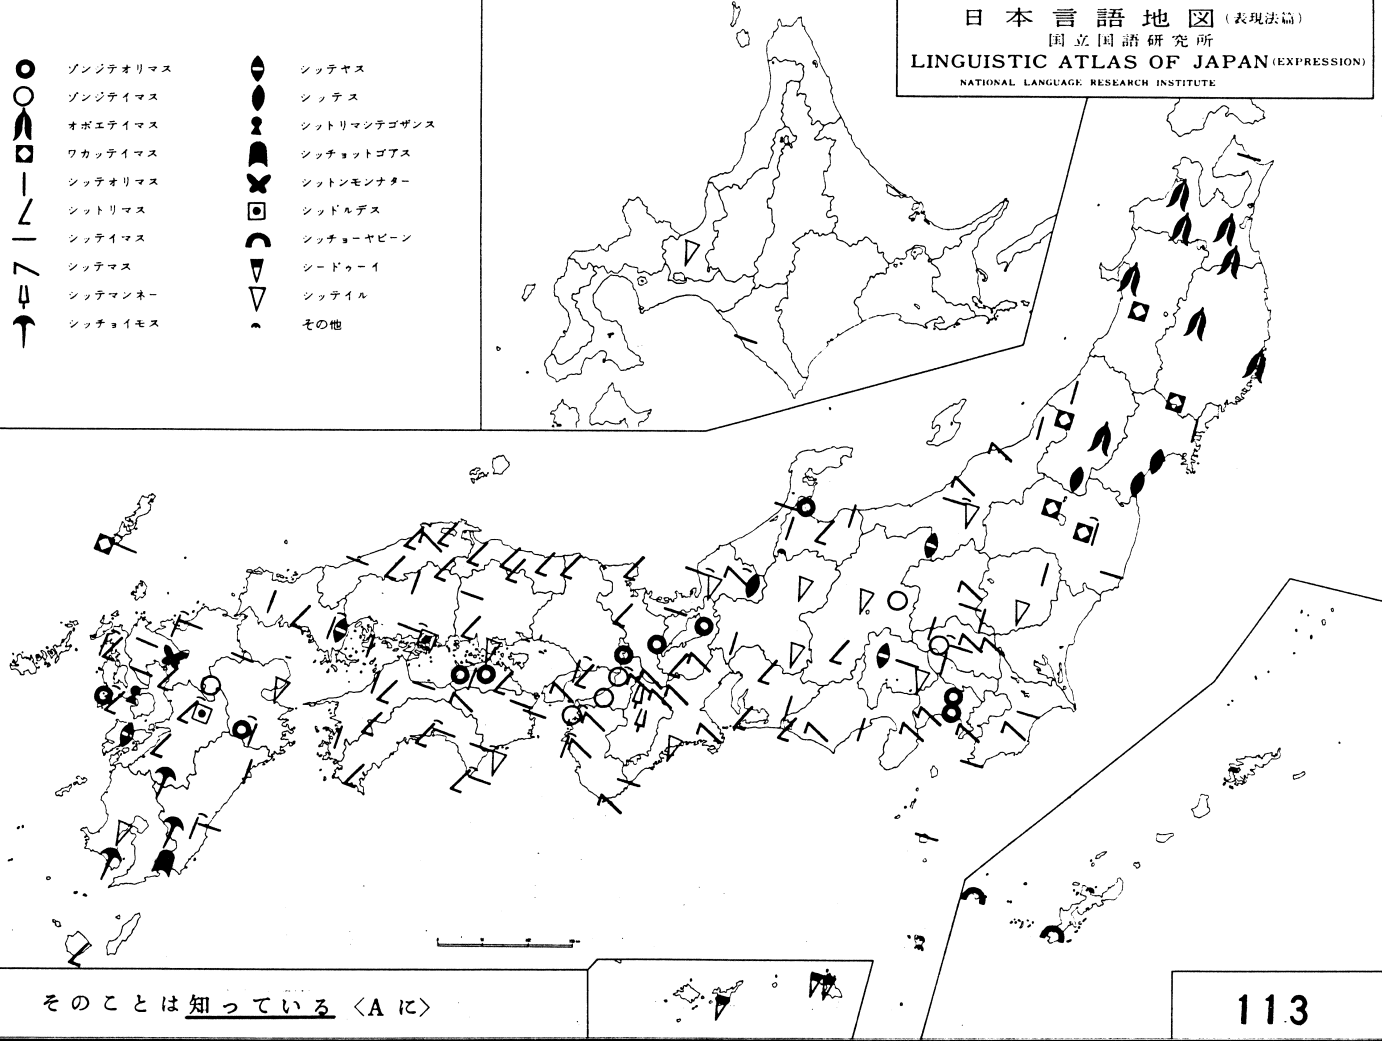 日本言語地図(表現法篇)
国立国語研究所
LINGUISTIC ATLAS OF JAPAN (EXPRESSION)
NATIONAL LANGUAGE RESEARCH INSTITUTE
ゾンジテオリマス
ゾンジテイマス
オボエテイマス
ワカッテイマス
シッテオリマス
シットリマス
シッテイマス
シッテマス
シッテマンネー
シッチョイモス
シッテヤス
シッテス
シットリマシテゴザンス
シッチョットゴアス
シットンモンナター
シッドルデス
シッチョーヤビーン
シードゥーイ
シッテイル
その他
そのことは知っている〈Aに〉
113